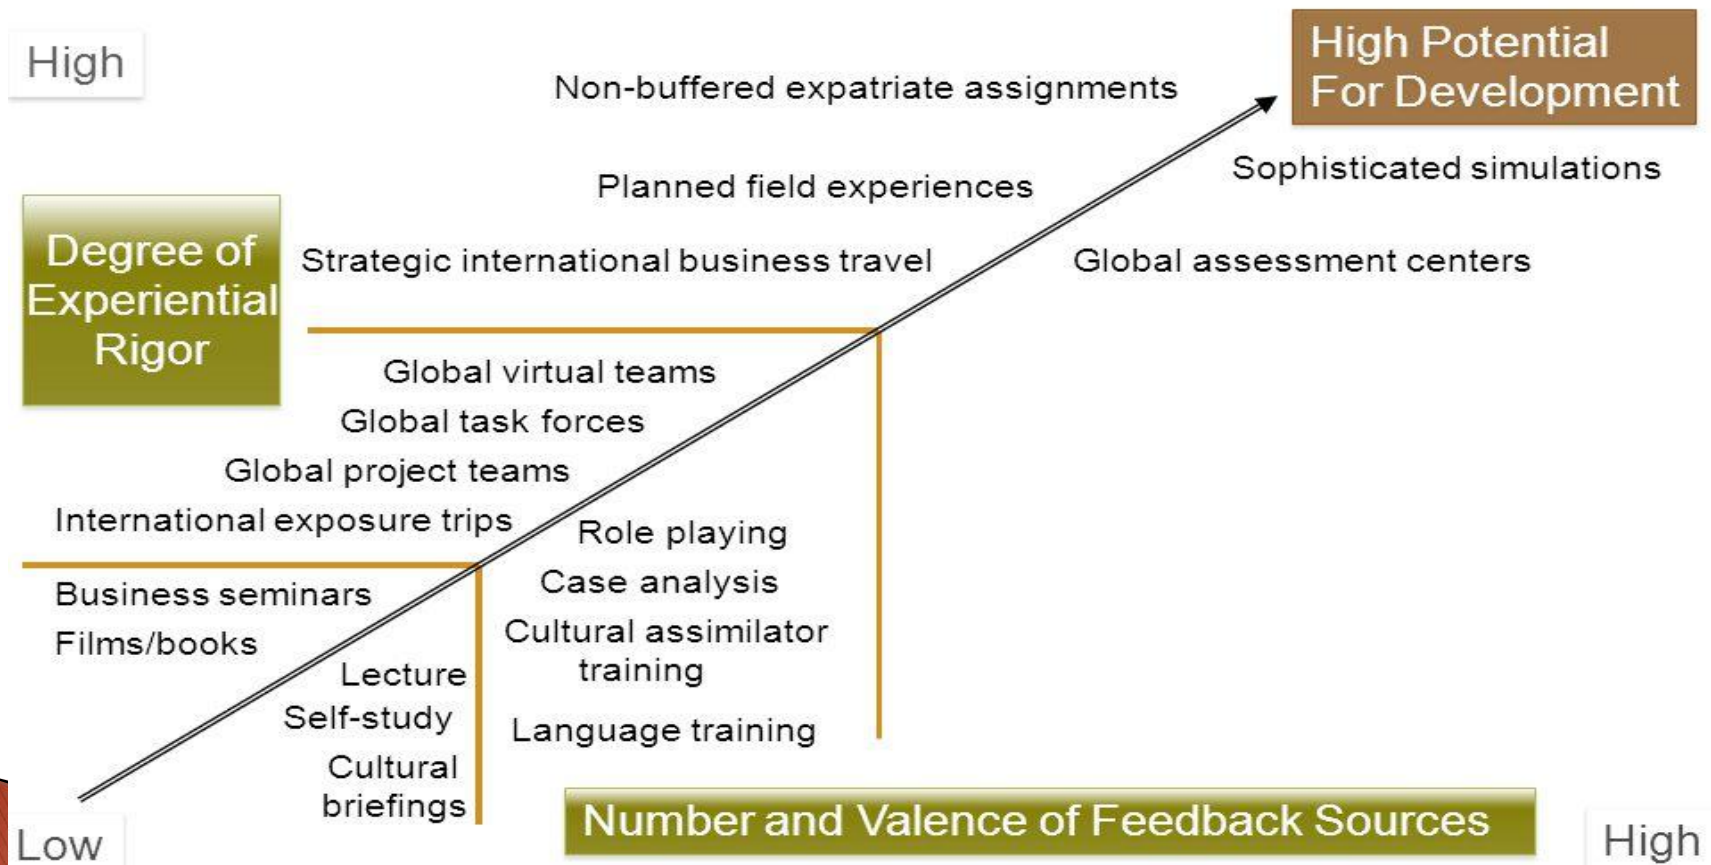 High
High Potential
For Development
Non-buffered expatriate assignments
Sophisticated simulations
Planned field experiences
Degree of
Experiential
Rigor
Strategic international business travel
Global assessment centers
Global virtual teams
Global task forces
Global project teams
International exposure trips
Role playing
Case analysis
Cultural assimilator
training
Language training
Business seminars
Films/books
Lecture
Self-study
Cultural
briefings
Low
Number and Valence of Feedback Sources
High